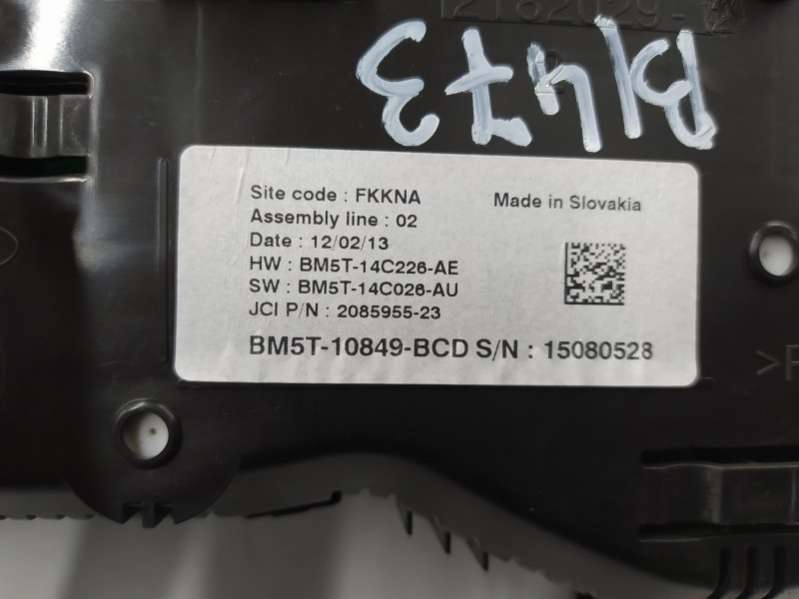 Site code : FKKNA
Made in Slovakia
Assembly line : 02
Date : 12/02/13
HW : BM5T-14C226-AE
SW : BM5T-14C026-AU
JCI P/N : 2085955-23
BM5T-10849-BCD S/N : 15080528